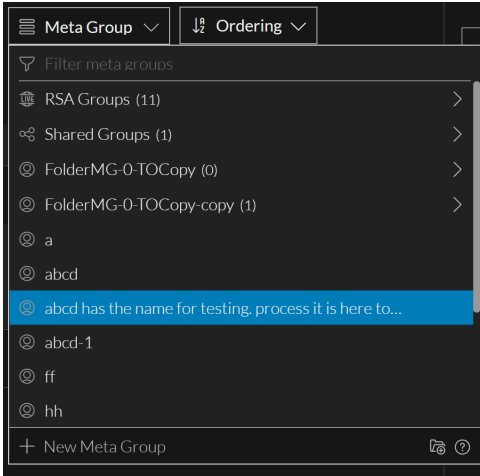 Meta Group
Ordering
Filter meta groups
RSA Groups (11)
Shared Groups (1)
FolderMG-0-TOCopy (0)
FolderMG-0-TOCopy-copy (1)
a
abcd
abcd has the name for testing. process it is here to...
abcd-1
ff
hh
New Meta Group